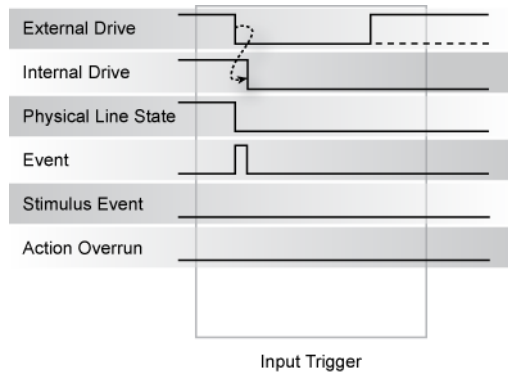 External Drive
Internal Drive
Physical Line State
Event
Stimulus Event
Action Overrun
Input Trigger